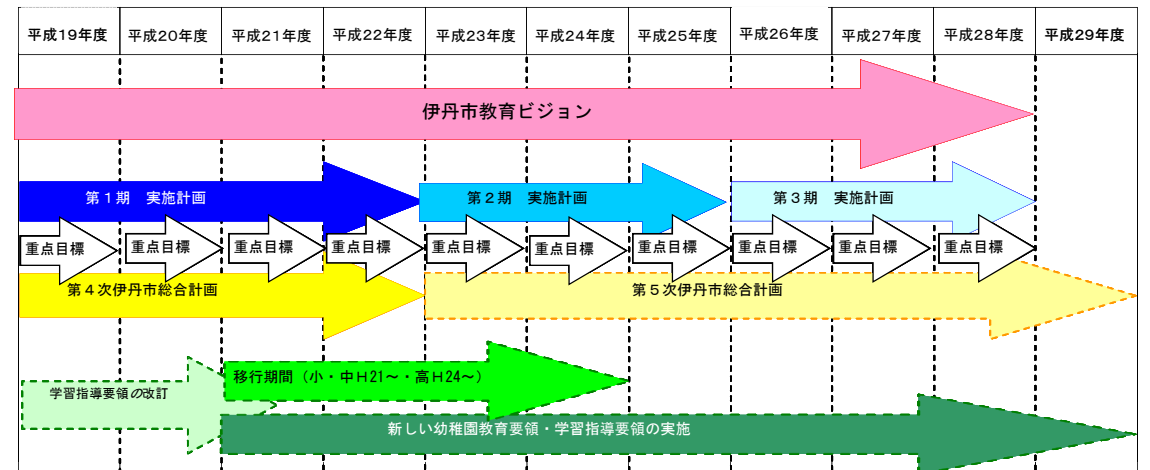 平成19年度 平成20年度 平成21年度 平成22年度 平成23年度 平成24年度 平成25年度 平成26年度 平成27年度 平成28年度 平成29年度
伊丹市教育ビジョン
第１期　実施計画 第２期　実施計画 第３期　実施計画
重点目標 重点目標 重点目標 重点目標 重点目標 重点目標 重点目標 重点目標 重点目標 重点目標
第４次伊丹市総合計画 第５次伊丹市総合計画
移行期間（小・中Ｈ21～・高Ｈ24～）
学習指導要領の改訂
新しい幼稚園教育要領・学習指導要領の実施